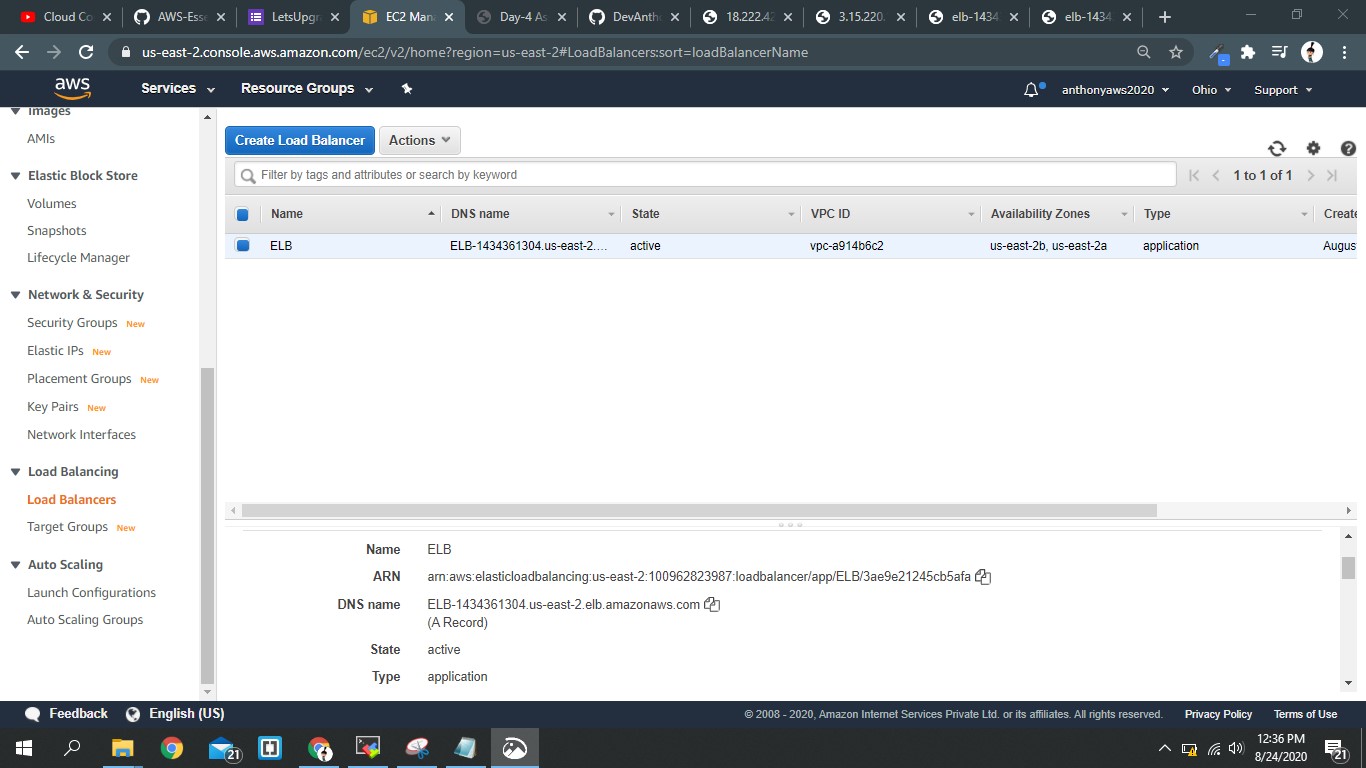 Cloud Co
AWS-Esse
LetsUpgra
EC2 Mana
Day-4 As
DevAntho
18.222.42
3.15.220.
elb-1434
elb-1434
us-east-2.console.aws.amazon.com/ec2/v2/home?region=us-east-2#LoadBalancers:sort=loadBalancerName
aws
Services
Resource Groups
anthonyaws2020
Ohio
Support
Images
AMIs
Elastic Block Store
Volumes
Snapshots
Lifecycle Manager
Network & Security
Security Groups New
Elastic IPs New
Placement Groups New
Key Pairs New
Network Interfaces
Load Balancing
Load Balancers
Target Groups New
Auto Scaling
Launch Configurations
Auto Scaling Groups
Create Load Balancer
Actions
Filter by tags and attributes or search by keyword
1 to 1 of 1
Name DNS name State VPC ID Availability Zones Type Create
ELB ELB-1434361304.us-east-2.... active vpc-a914b6c2 us-east-2b, us-east-2a application Augus
Name ELB
ARN arn:aws:elasticloadbalancing:us-east-2:100962823987:loadbalancer/app/ELB/3ae9e21245cb5afa
DNS name ELB-1434361304.us-east-2.elb.amazonaws.com
(A Record)
State active
Type application
Feedback
English (US)
© 2008 - 2020, Amazon Internet Services Private Ltd. or its affiliates. All rights reserved.
Privacy Policy
Terms of Use
21
12:36 PM
8/24/2020
21